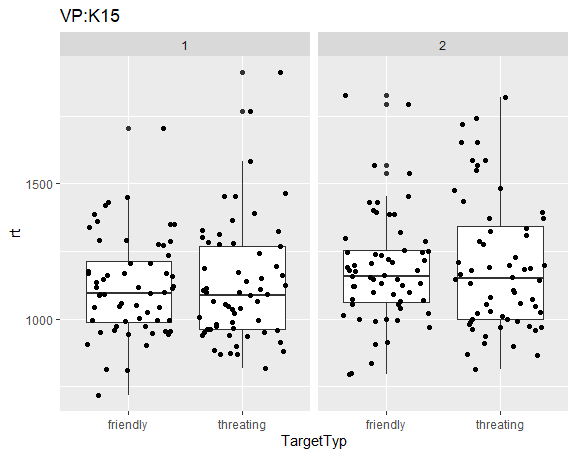 VP:K15
1 2
rt
1500
1000
friendly threating friendly threating
TargetTyp